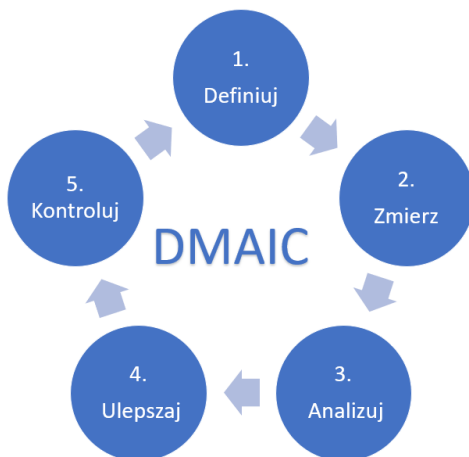 1.
Definiuj
2.
Zmierz
3.
Analizuj
4.
Ulepszaj
5.
Kontroluj
DMAIC